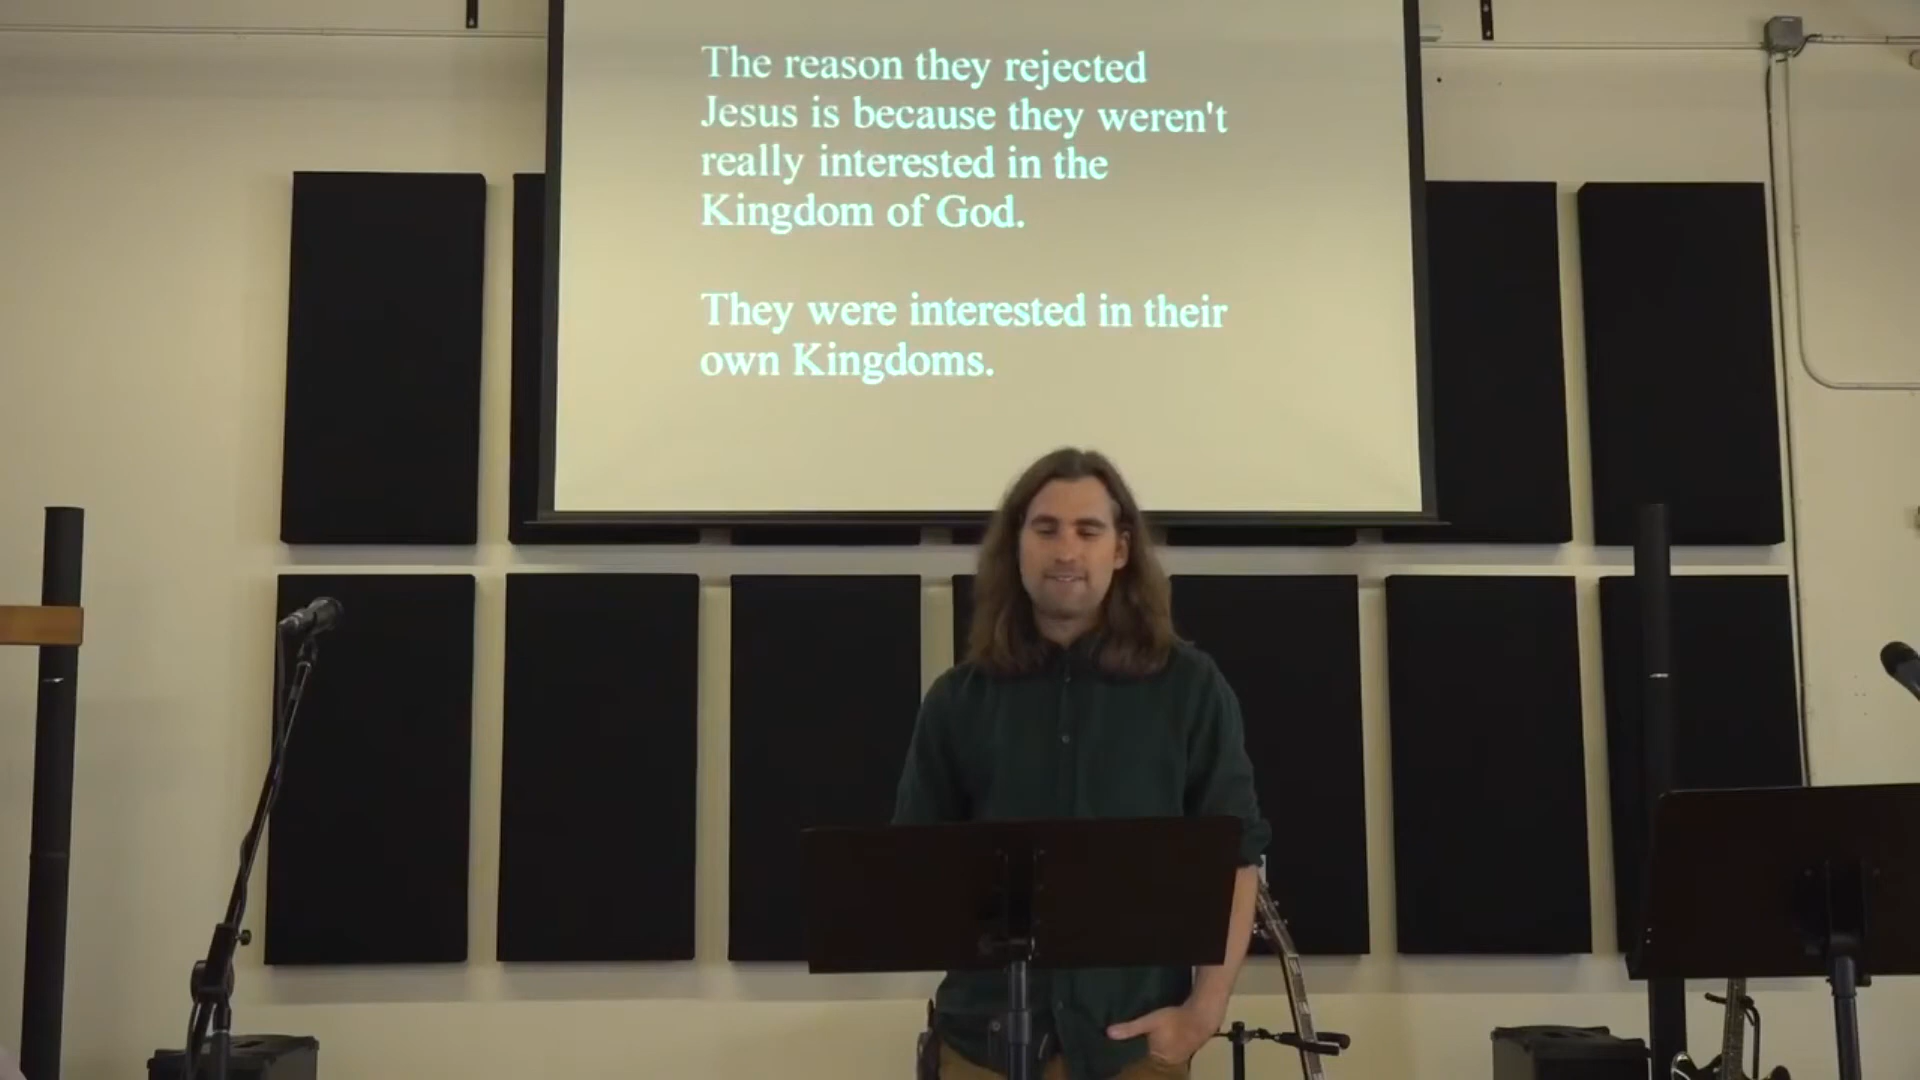 The reason they rejected
Jesus is because they weren't
really interested in the
Kingdom of God.
They were interested in their
own Kingdoms.